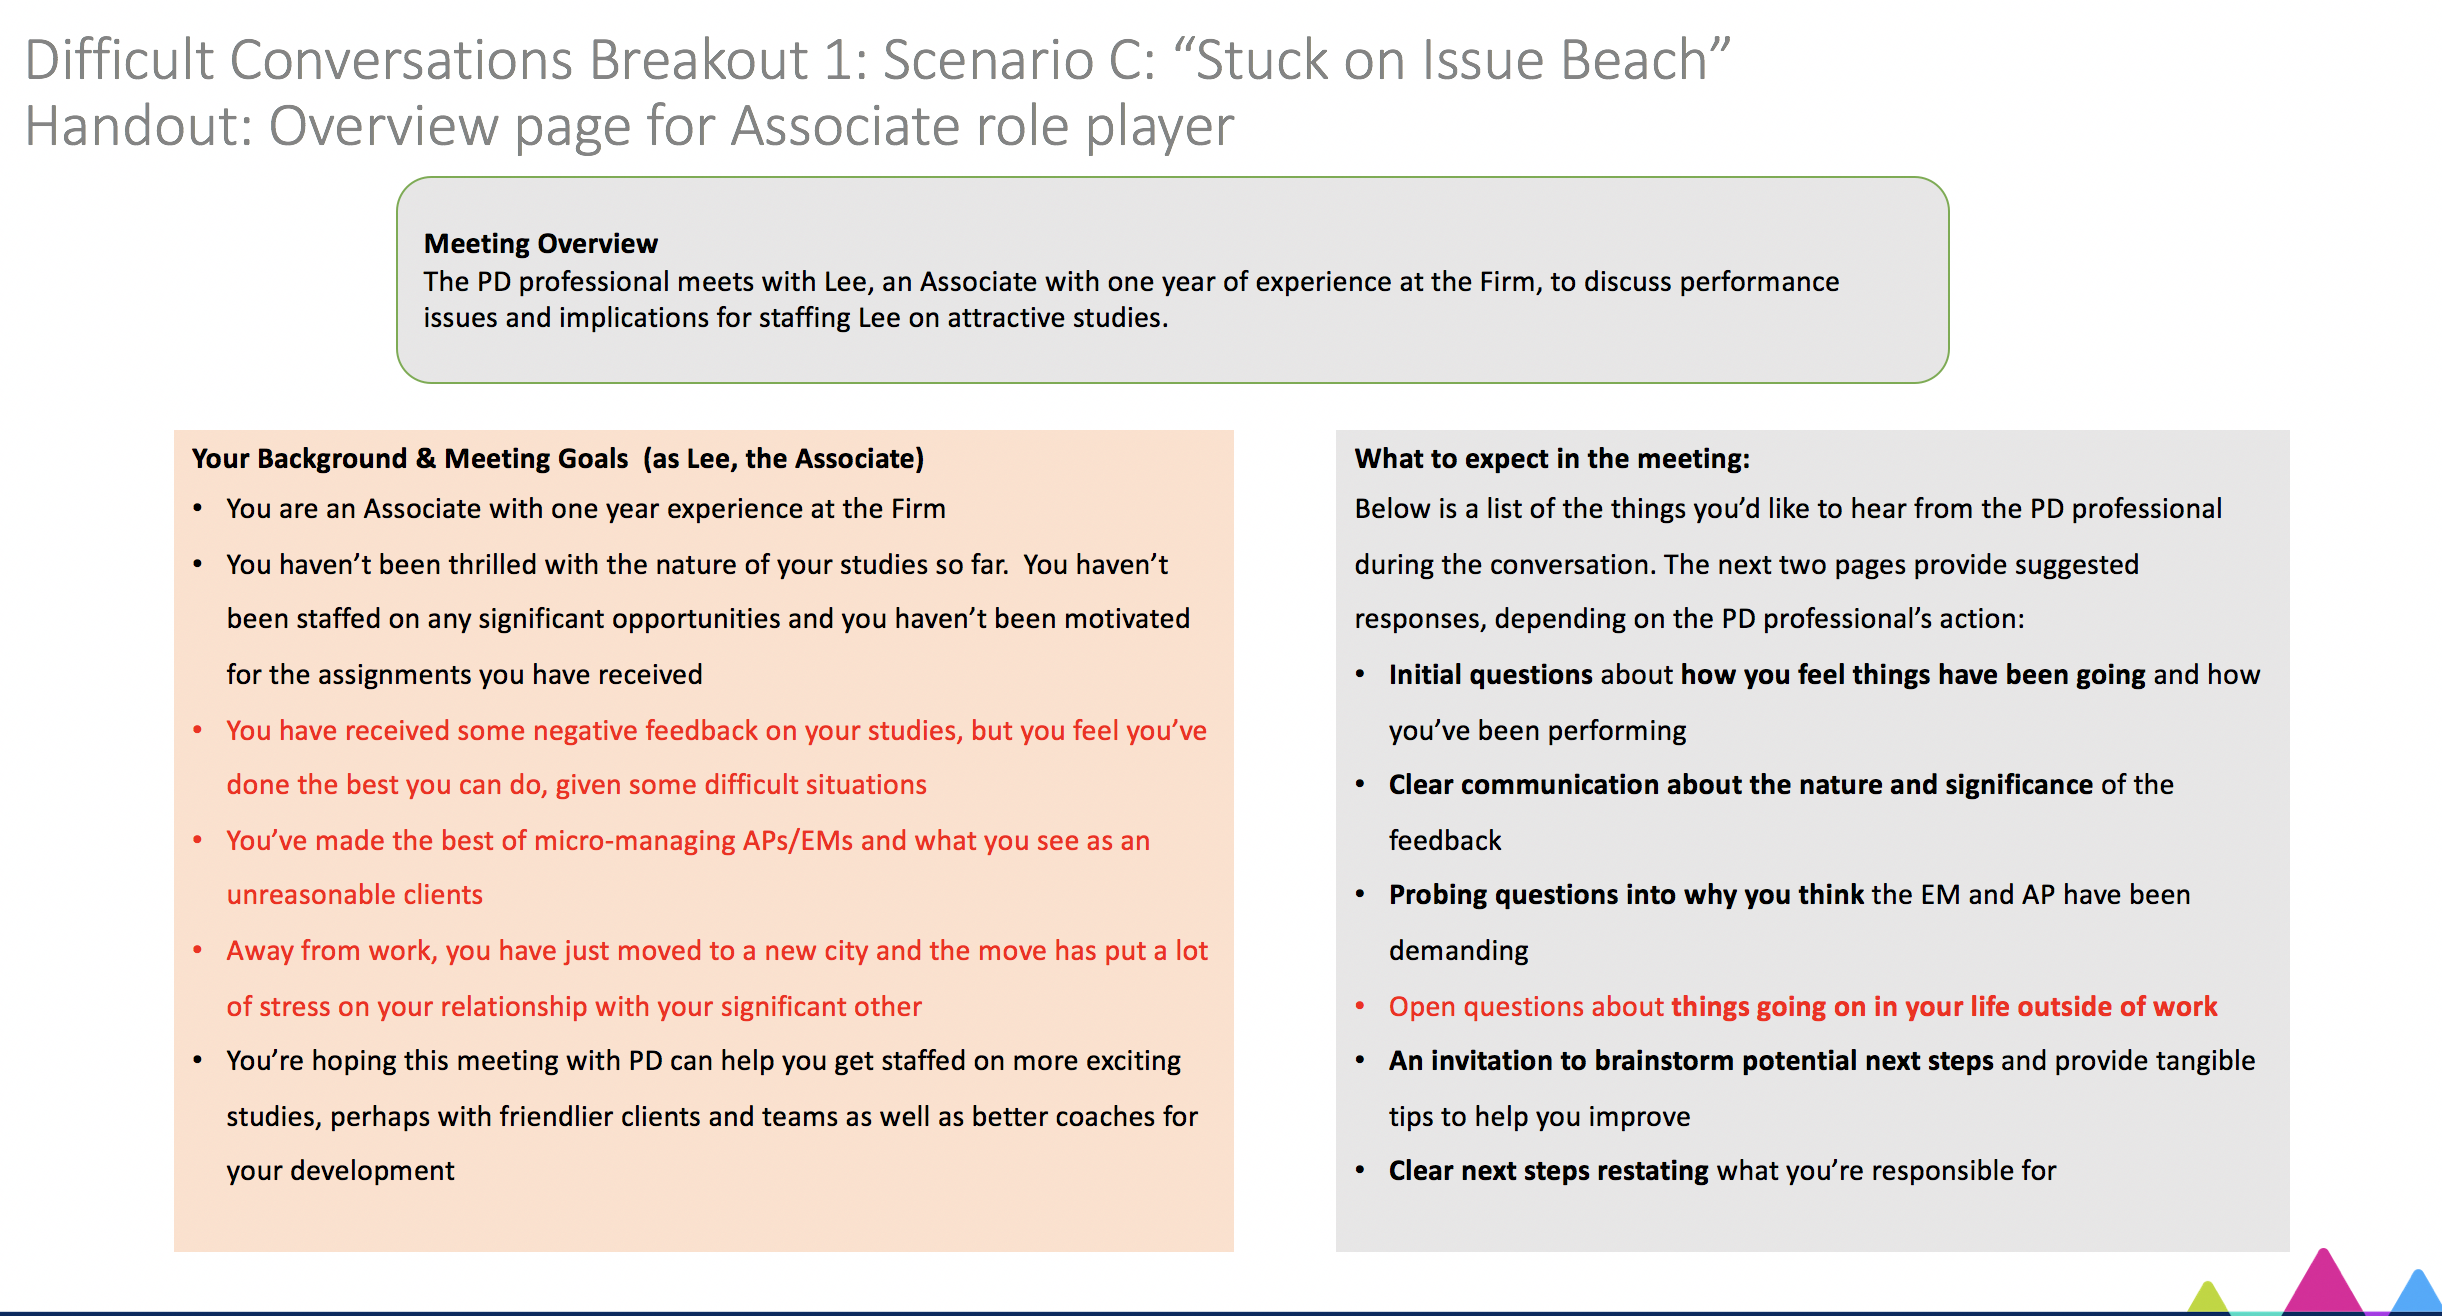 Difficult Conversations Breakout 1: Scenario C: “Stuck on Issue Beach”
Handout: Overview page for Associate role player
Meeting Overview
The PD professional meets with Lee, an Associate with one year of experience at the Firm, to discuss performance
issues and implications for staffing Lee on attractive studies.
Your Background & Meeting Goals  (as Lee, the Associate)
• You are an Associate with one year experience at the Firm
• You haven’t been thrilled with the nature of your studies so far.  You haven’t
been staffed on any significant opportunities and you haven’t been motivated
for the assignments you have received
• You have received some negative feedback on your studies, but you feel you’ve
done the best you can do, given some difficult situations
• You’ve made the best of micro-managing APs/EMs and what you see as an
unreasonable clients
• Away from work, you have just moved to a new city and the move has put a lot
of stress on your relationship with your significant other
• You’re hoping this meeting with PD can help you get staffed on more exciting
studies, perhaps with friendlier clients and teams as well as better coaches for
your development
What to expect in the meeting:
Below is a list of the things you’d like to hear from the PD professional
during the conversation. The next two pages provide suggested
responses, depending on the PD professional’s action:
• Initial questions about how you feel things have been going and how
you’ve been performing
• Clear communication about the nature and significance of the
feedback
• Probing questions into why you think the EM and AP have been
demanding
• Open questions about things going on in your life outside of work
• An invitation to brainstorm potential next steps and provide tangible
tips to help you improve
• Clear next steps restating what you’re responsible for